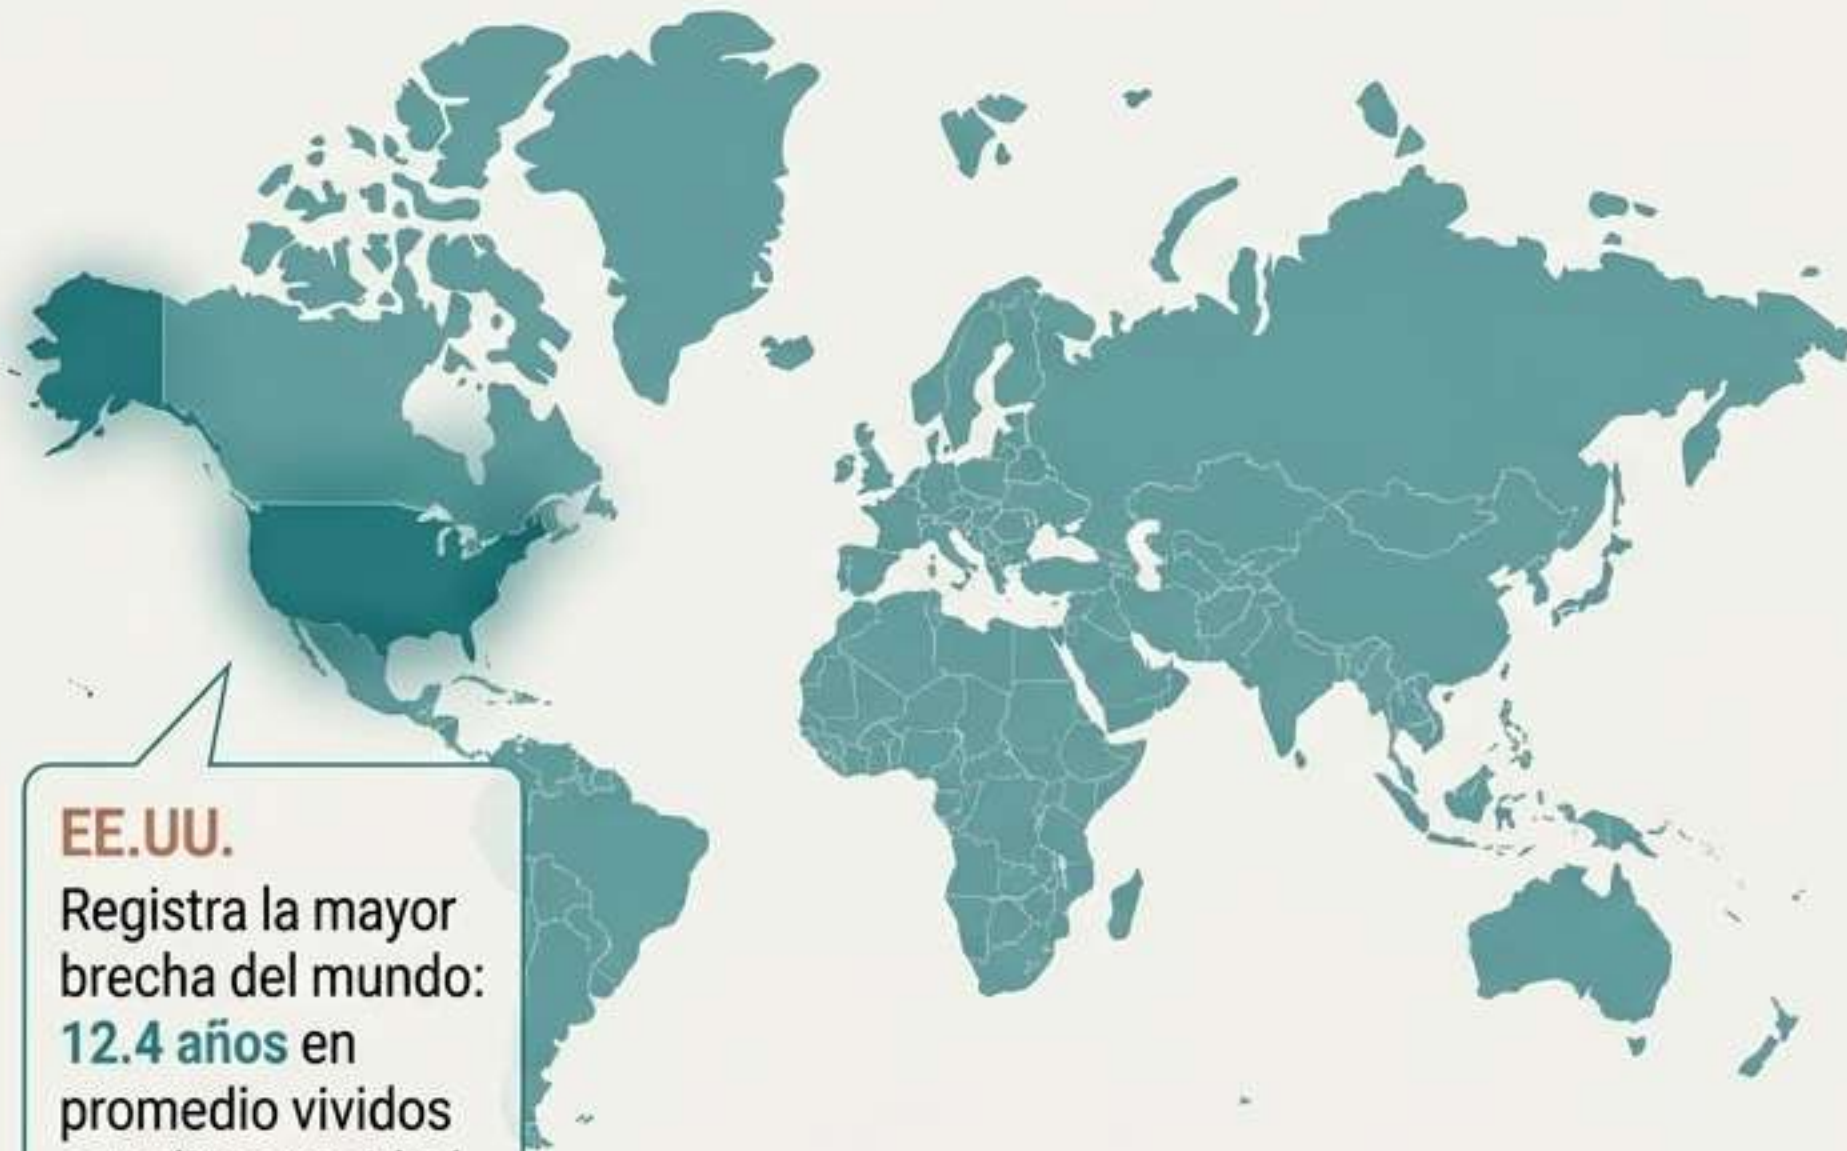 EE.UU.
Registra la mayor
brecha del mundo:
12.4 años en
promedio vividos